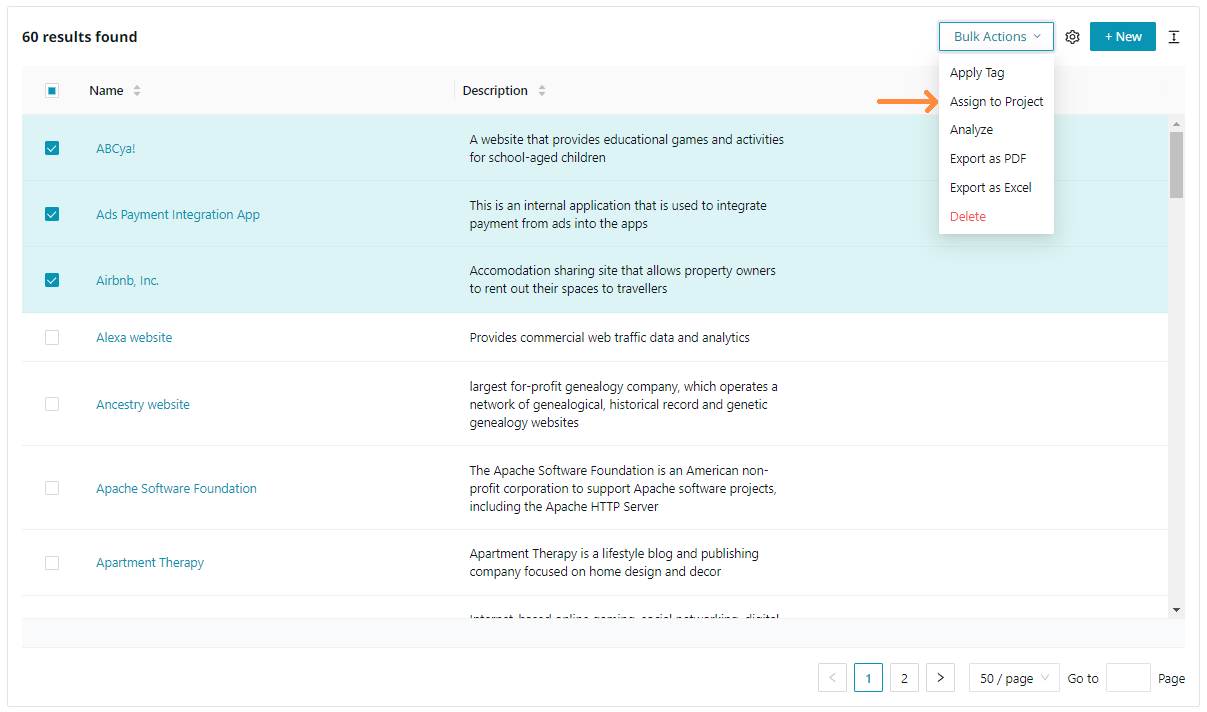 60 results found
Bulk Actions
+ New
Apply Tag
Assign to Project
Analyze
Export as PDF
Export as Excel
Delete
Name
Description
ABCya!
A website that provides educational games and activities
for school-aged children
Ads Payment Integration App
This is an internal application that is used to integrate
payment from ads into the apps
Airbnb, Inc.
Accomodation sharing site that allows property owners
to rent out their spaces to travellers
Alexa website
Provides commercial web traffic data and analytics
Ancestry website
largest for-profit genealogy company, which operates a
network of genealogical, historical record and genetic
genealogy websites
Apache Software Foundation
The Apache Software Foundation is an American non-
profit corporation to support Apache software projects,
including the Apache HTTP Server
Apartment Therapy
Apartment Therapy is a lifestyle blog and publishing
company focused on home design and decor
Internet-based online gaming, social networking, digital
1
2
50 / page
Go to
Page